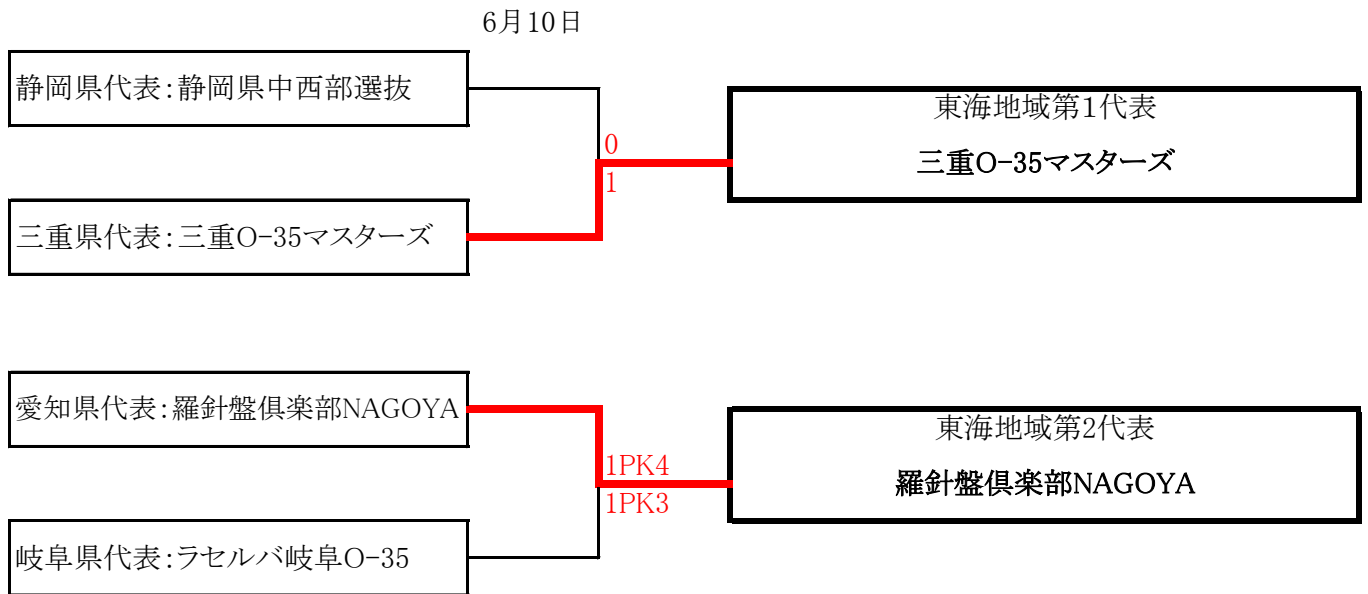 6月10日
静岡県代表：静岡県中西部選抜
東海地域第1代表
三重O-35マスターズ
0
1
三重県代表：三重O-35マスターズ
愛知県代表：羅針盤倶楽部NAGOYA
東海地域第2代表
羅針盤倶楽部NAGOYA
1PK4
1PK3
岐阜県代表：ラセルバ岐阜O-35